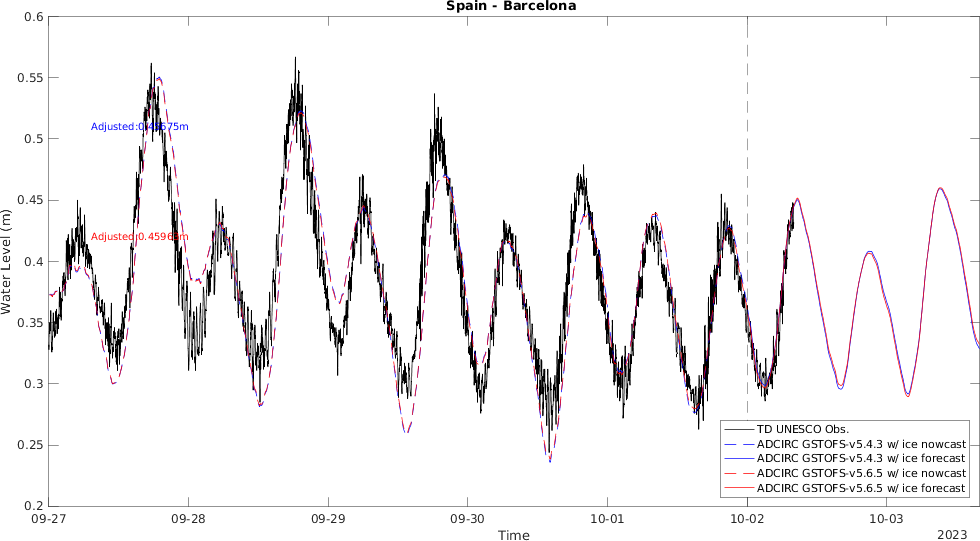 Spain - Barcelona
Water Level (m)
0.6
0.55
0.5
0.45
0.4
0.35
0.3
0.25
0.2
Adjusted:
Adjusted:
09-27
09-28
09-29
09-30
10-01
10-02
10-03
Time
2023
TD UNESCO Obs.
ADCIRC GSTOFS-v5.4.3 w/ ice nowcast
ADCIRC GSTOFS-v5.4.3 w/ ice forecast
ADCIRC GSTOFS-v5.6.5 w/ ice nowcast
ADCIRC GSTOFS-v5.6.5 w/ ice forecast